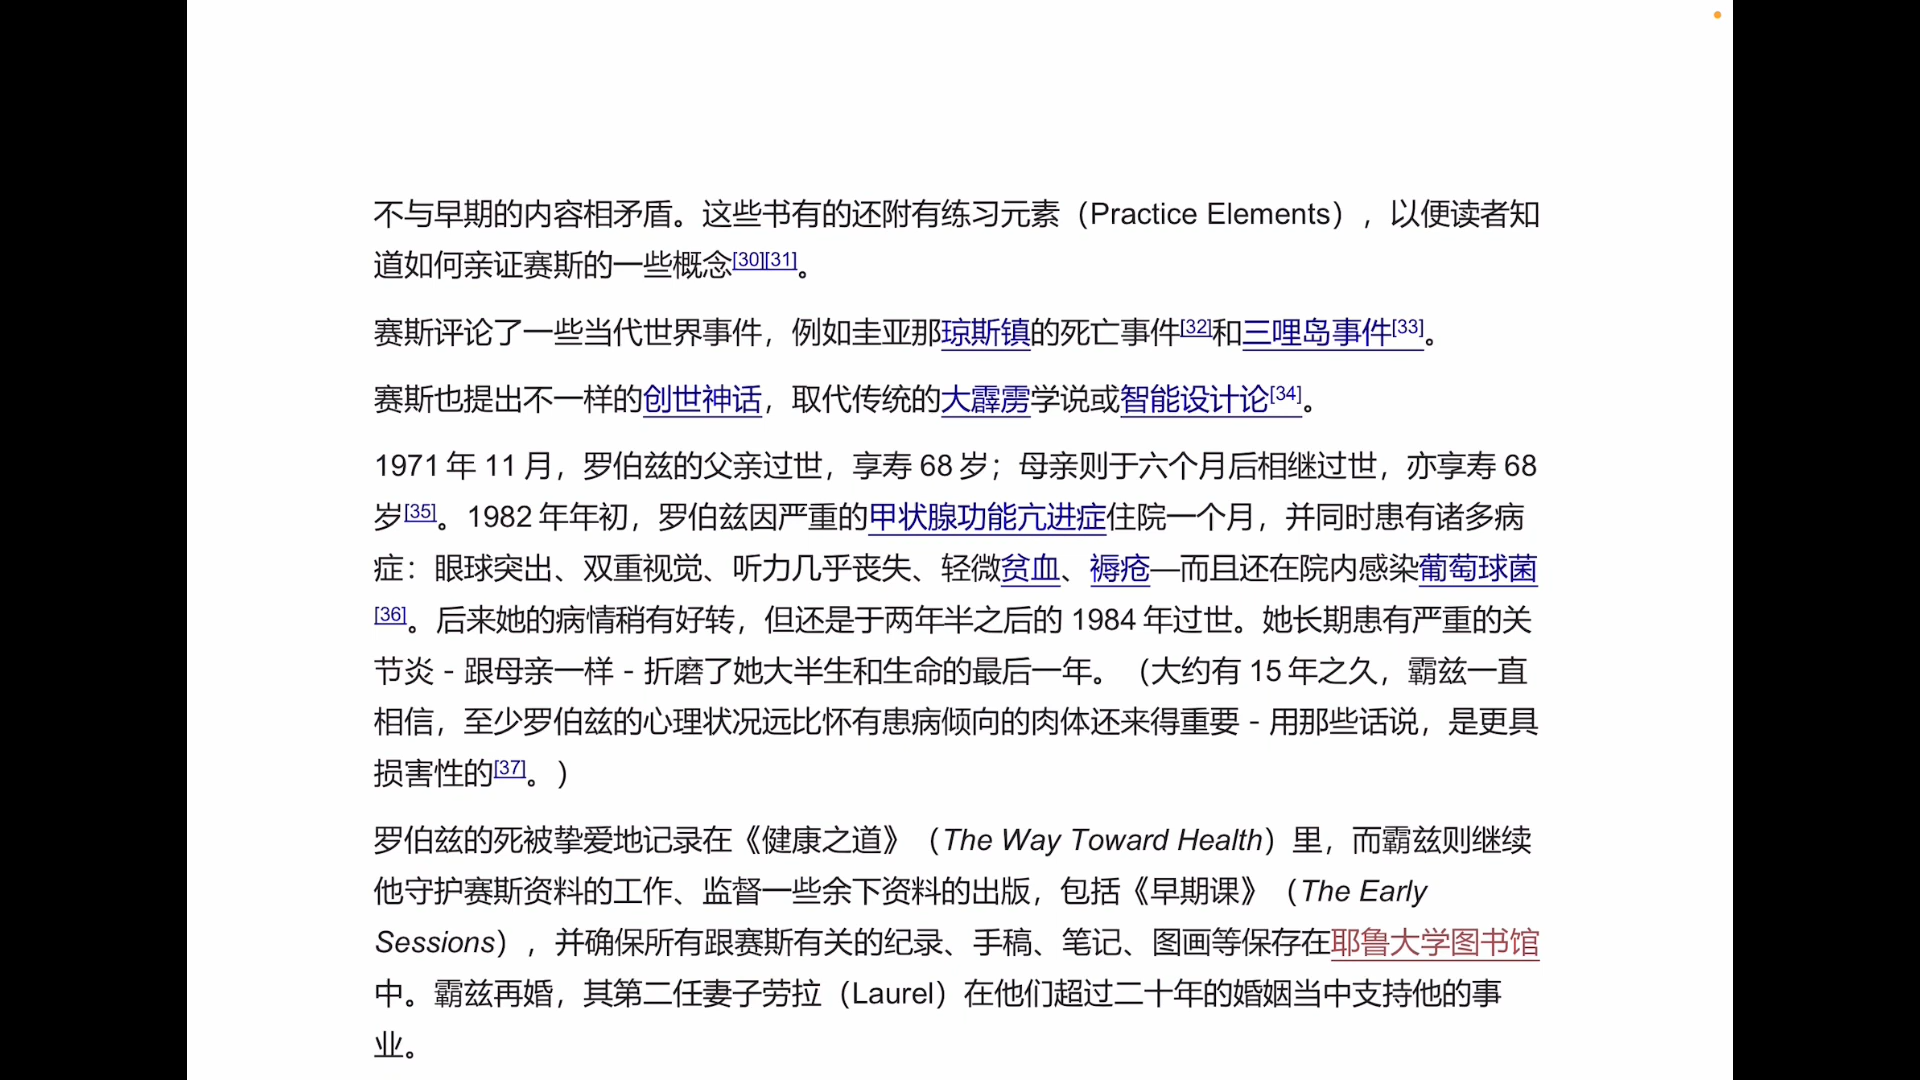 不与早期的内容相矛盾。这些书有的还附有练习元素（Practice Elements），以便读者知
道如何亲证赛斯的一些概念[30][31]。
赛斯评论了一些当代世界事件，例如圭亚那琼斯镇的死亡事件[32]和三哩岛事件[33]。
赛斯也提出不一样的创世神话，取代传统的大霹雳学说或智能设计论[34]。
1971 年 11 月，罗伯兹的父亲过世，享寿 68 岁；母亲则于六个月后相继过世，亦享寿 68
岁[35]。1982 年年初，罗伯兹因严重的甲状腺功能亢进症住院一个月，并同时患有诸多病
症：眼球突出、双重视觉、听力几乎丧失、轻微贫血、褥疮—而且还在院内感染葡萄球菌
[36]。后来她的病情稍有好转，但还是于两年半之后的 1984 年过世。她长期患有严重的关
节炎 - 跟母亲一样 - 折磨了她大半生和生命的最后一年。（大约有 15 年之久，霸兹一直
相信，至少罗伯兹的心理状况远比怀有患病倾向的肉体还来得重要 - 用那些话说，是更具
损害性的[37]。）
罗伯兹的死被挚爱地记录在《健康之道》（The Way Toward Health）里，而霸兹则继续
他守护赛斯资料的工作、监督一些余下资料的出版，包括《早期课》（The Early
Sessions），并确保所有跟赛斯有关的纪录、手稿、笔记、图画等保存在耶鲁大学图书馆
中。霸兹再婚，其第二任妻子劳拉（Laurel）在他们超过二十年的婚姻当中支持他的事
业。